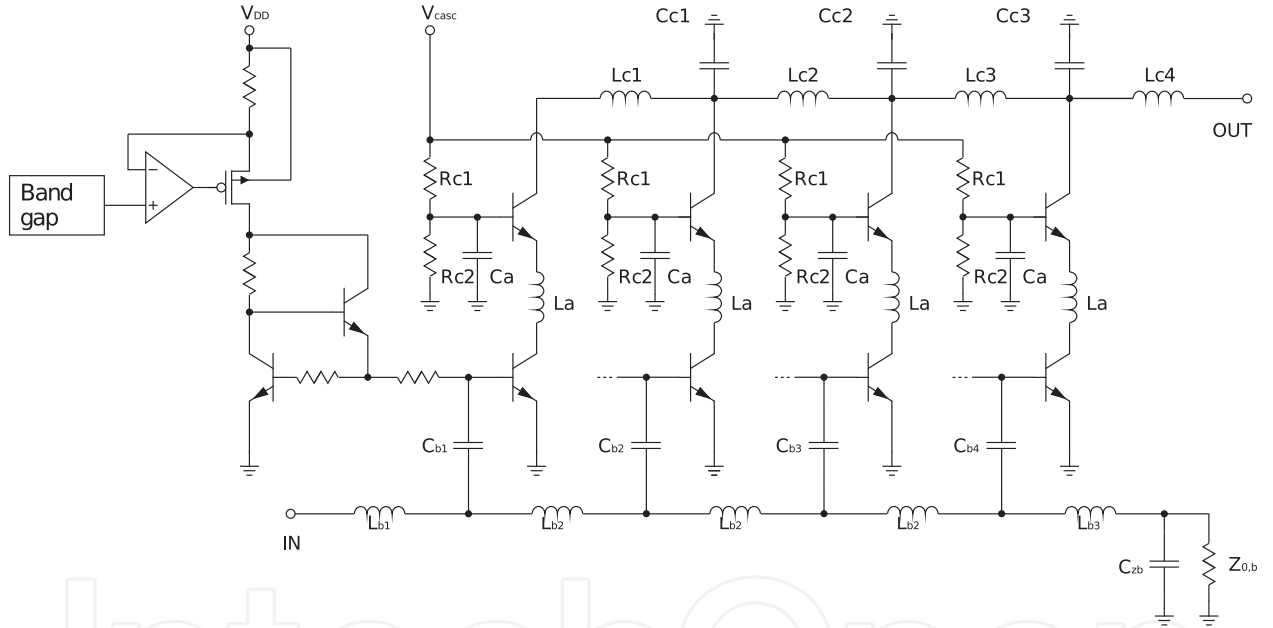 VDD
Vcasc
Cc1
Cc2
Cc3
Lc1
Lc2
Lc3
Lc4
OUT
Band
gap
−
+
Rc1
Rc1
Rc1
Rc1
Rc2
Ca
Rc2
Ca
Rc2
Ca
Rc2
Ca
La
La
La
La
Cb1
Cb2
Cb3
Cb4
IN
Lb1
Lb2
Lb2
Lb2
Lb3
Czb
Z0,b